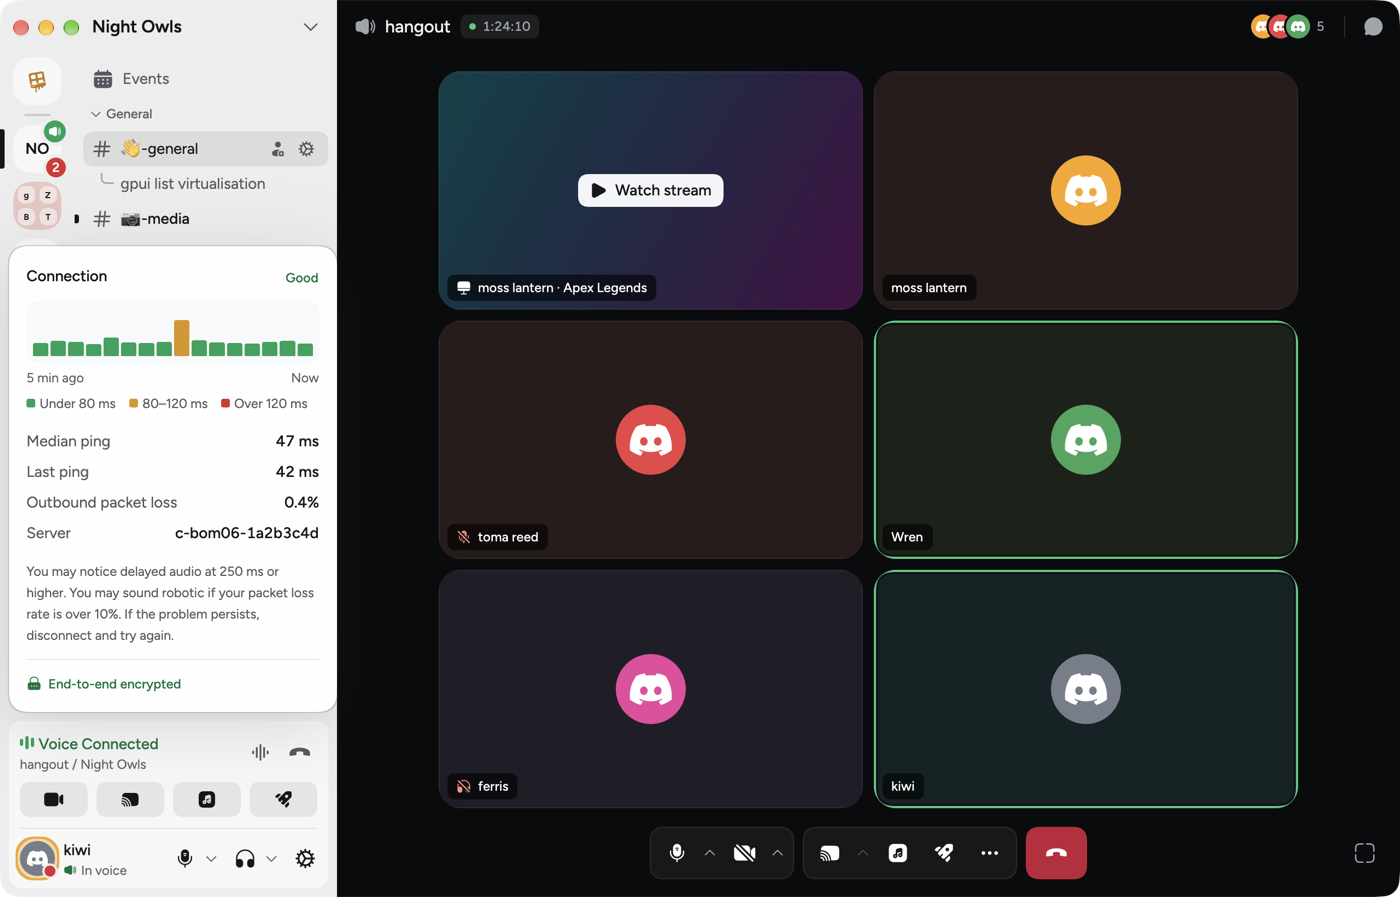 Night Owls
Events
General
NO
2
👋-general
gpui list virtualisation
g Z
B T
📷-media
Connection
Good
5 min ago
Now
Under 80 ms
80–120 ms
Over 120 ms
Median ping
47 ms
Last ping
42 ms
Outbound packet loss
0.4%
Server
c-bom06-1a2b3c4d
You may notice delayed audio at 250 ms or
higher. You may sound robotic if your packet loss
rate is over 10%. If the problem persists,
disconnect and try again.
End-to-end encrypted
Voice Connected
hangout / Night Owls
kiwi
In voice
hangout
1:24:10
5
Watch stream
moss lantern · Apex Legends
moss lantern
toma reed
Wren
ferris
kiwi